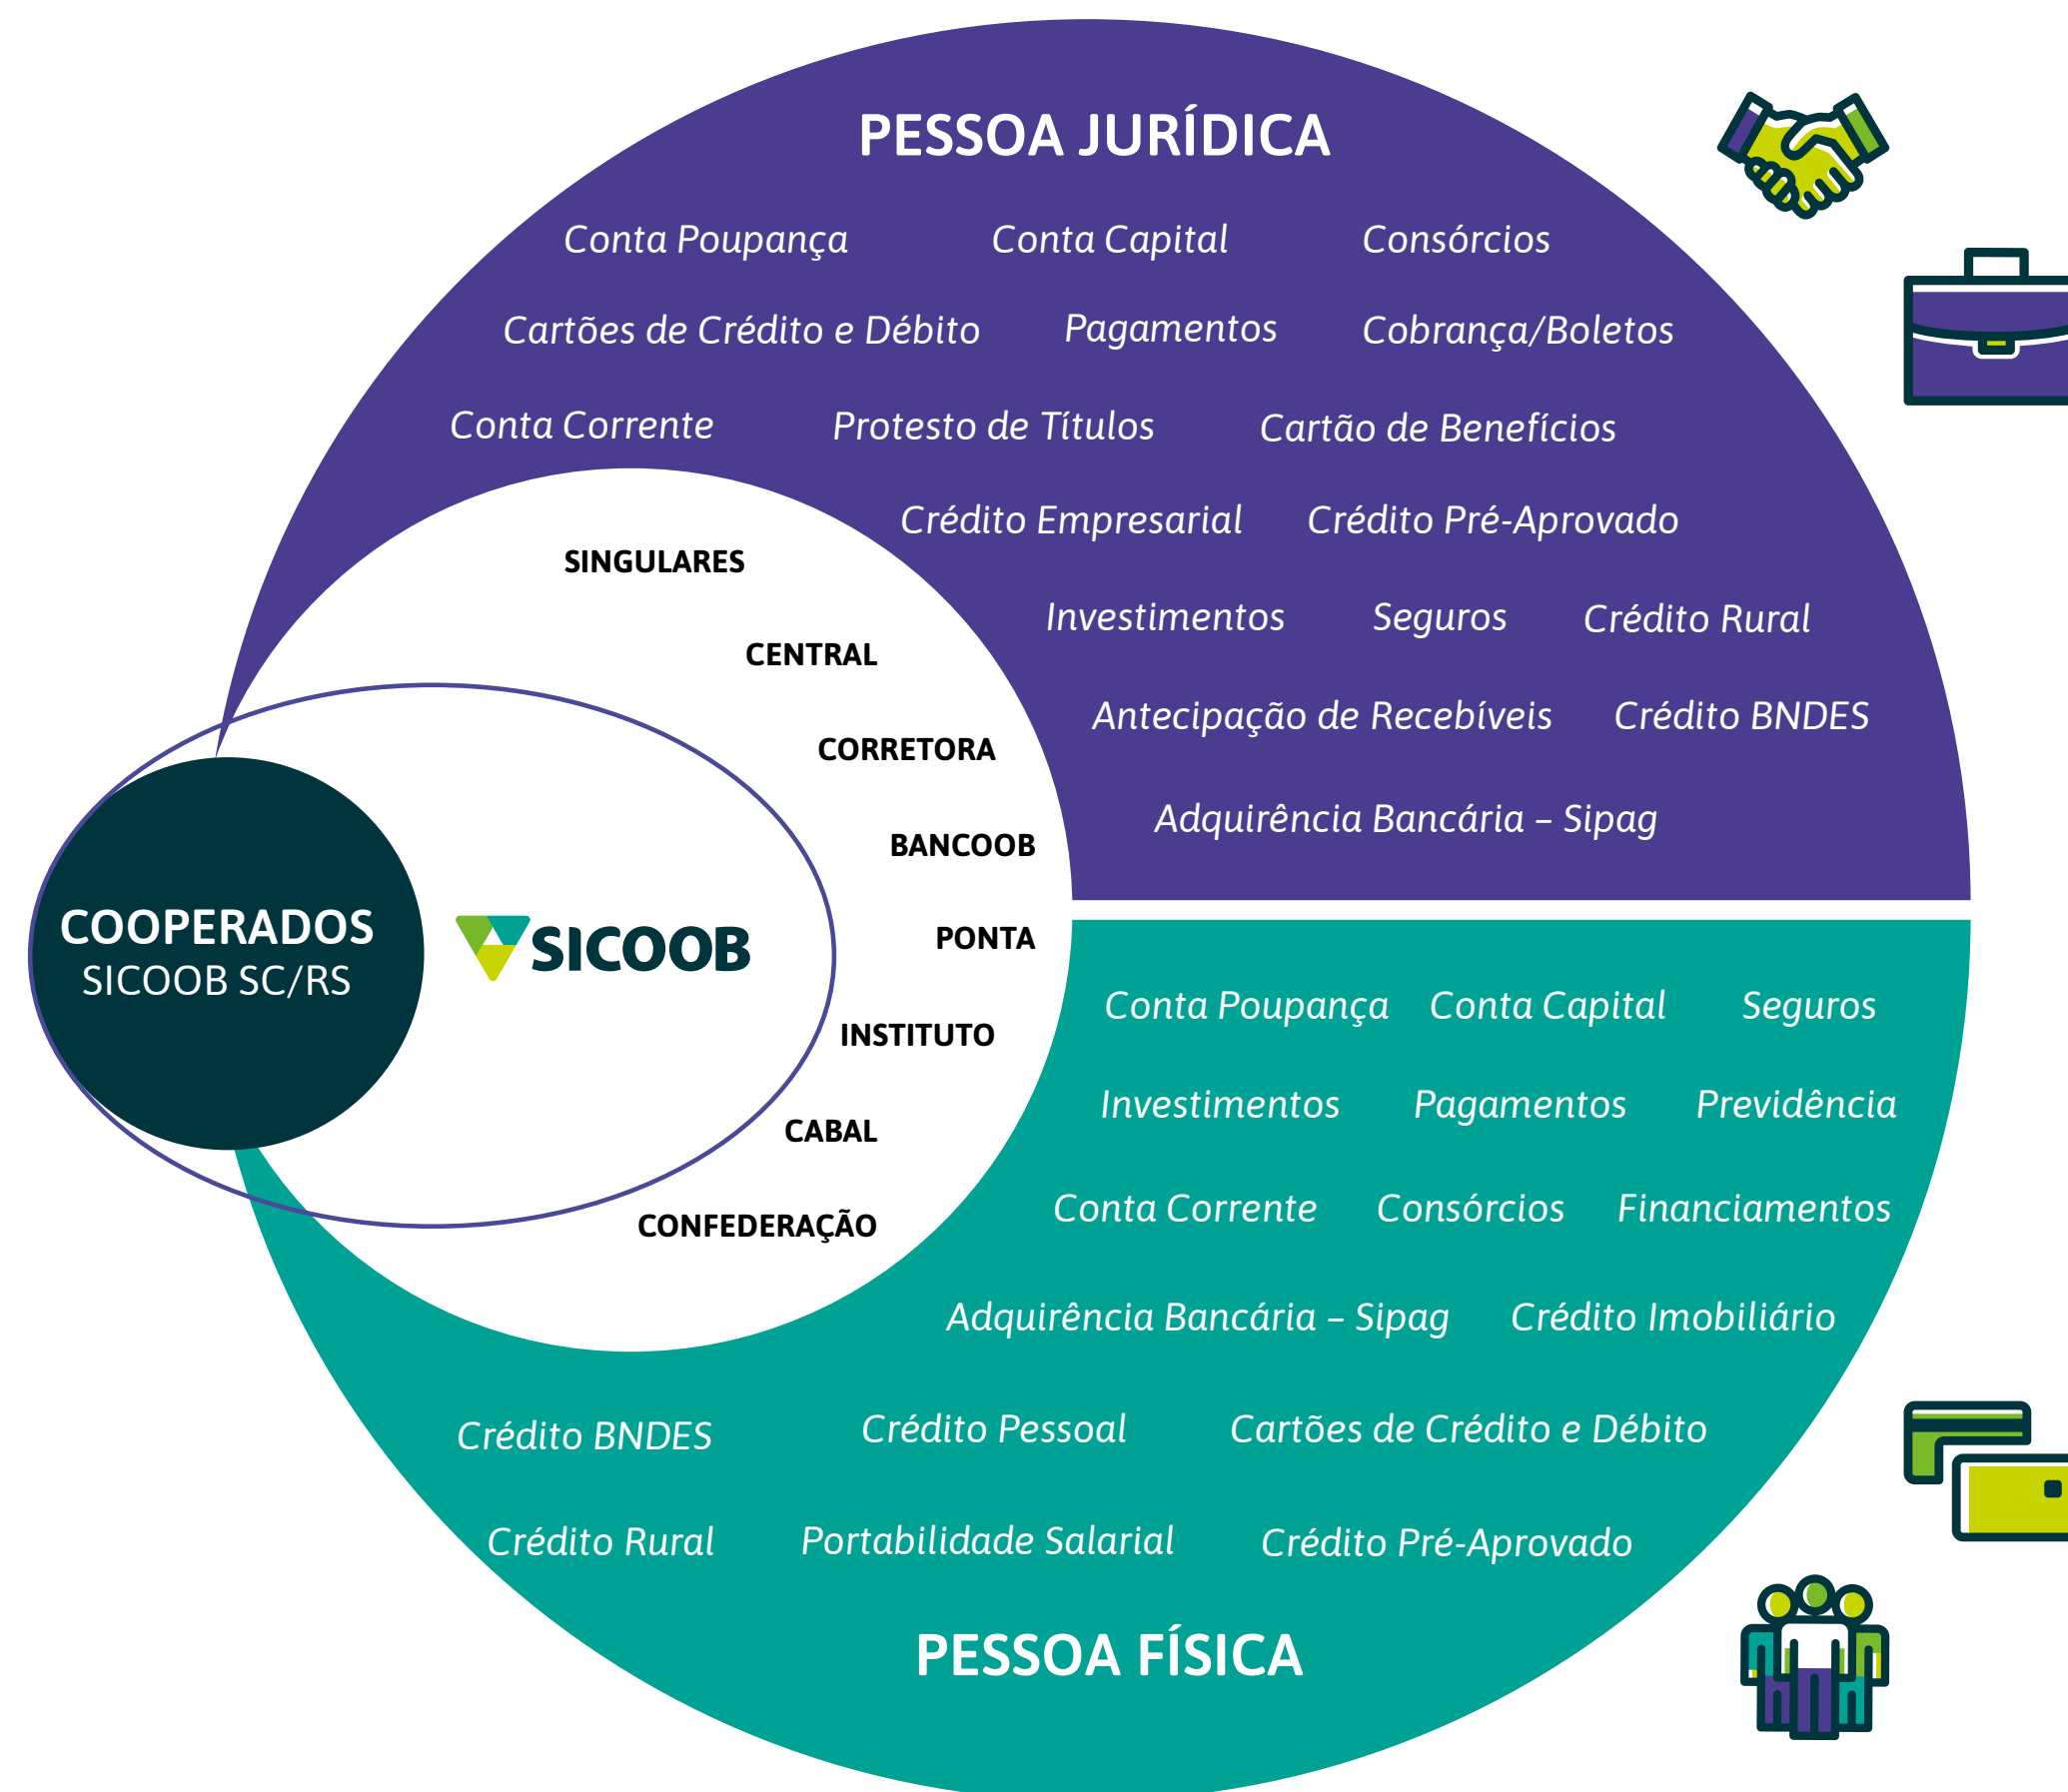 PESSOA JURÍDICA
Conta Poupança Conta Capital Consórcios
Cartões de Crédito e Débito Pagamentos Cobrança/Boletos
Conta Corrente Protesto de Títulos Cartão de Benefícios
Crédito Empresarial Crédito Pré-Aprovado
Investimentos Seguros Crédito Rural
Antecipação de Recebíveis Crédito BNDES
Adquirência Bancária – Sipag
SINGULARES
CENTRAL
CORRETORA
BANCOOB
PONTA
INSTITUTO
CABAL
CONFEDERAÇÃO
COOPERADOS
SICOOB SC/RS
SICOOB
Conta Poupança Conta Capital Seguros
Investimentos Pagamentos Previdência
Conta Corrente Consórcios Financiamentos
Adquirência Bancária – Sipag Crédito Imobiliário
Crédito BNDES Crédito Pessoal Cartões de Crédito e Débito
Crédito Rural Portabilidade Salarial Crédito Pré-Aprovado
PESSOA FÍSICA